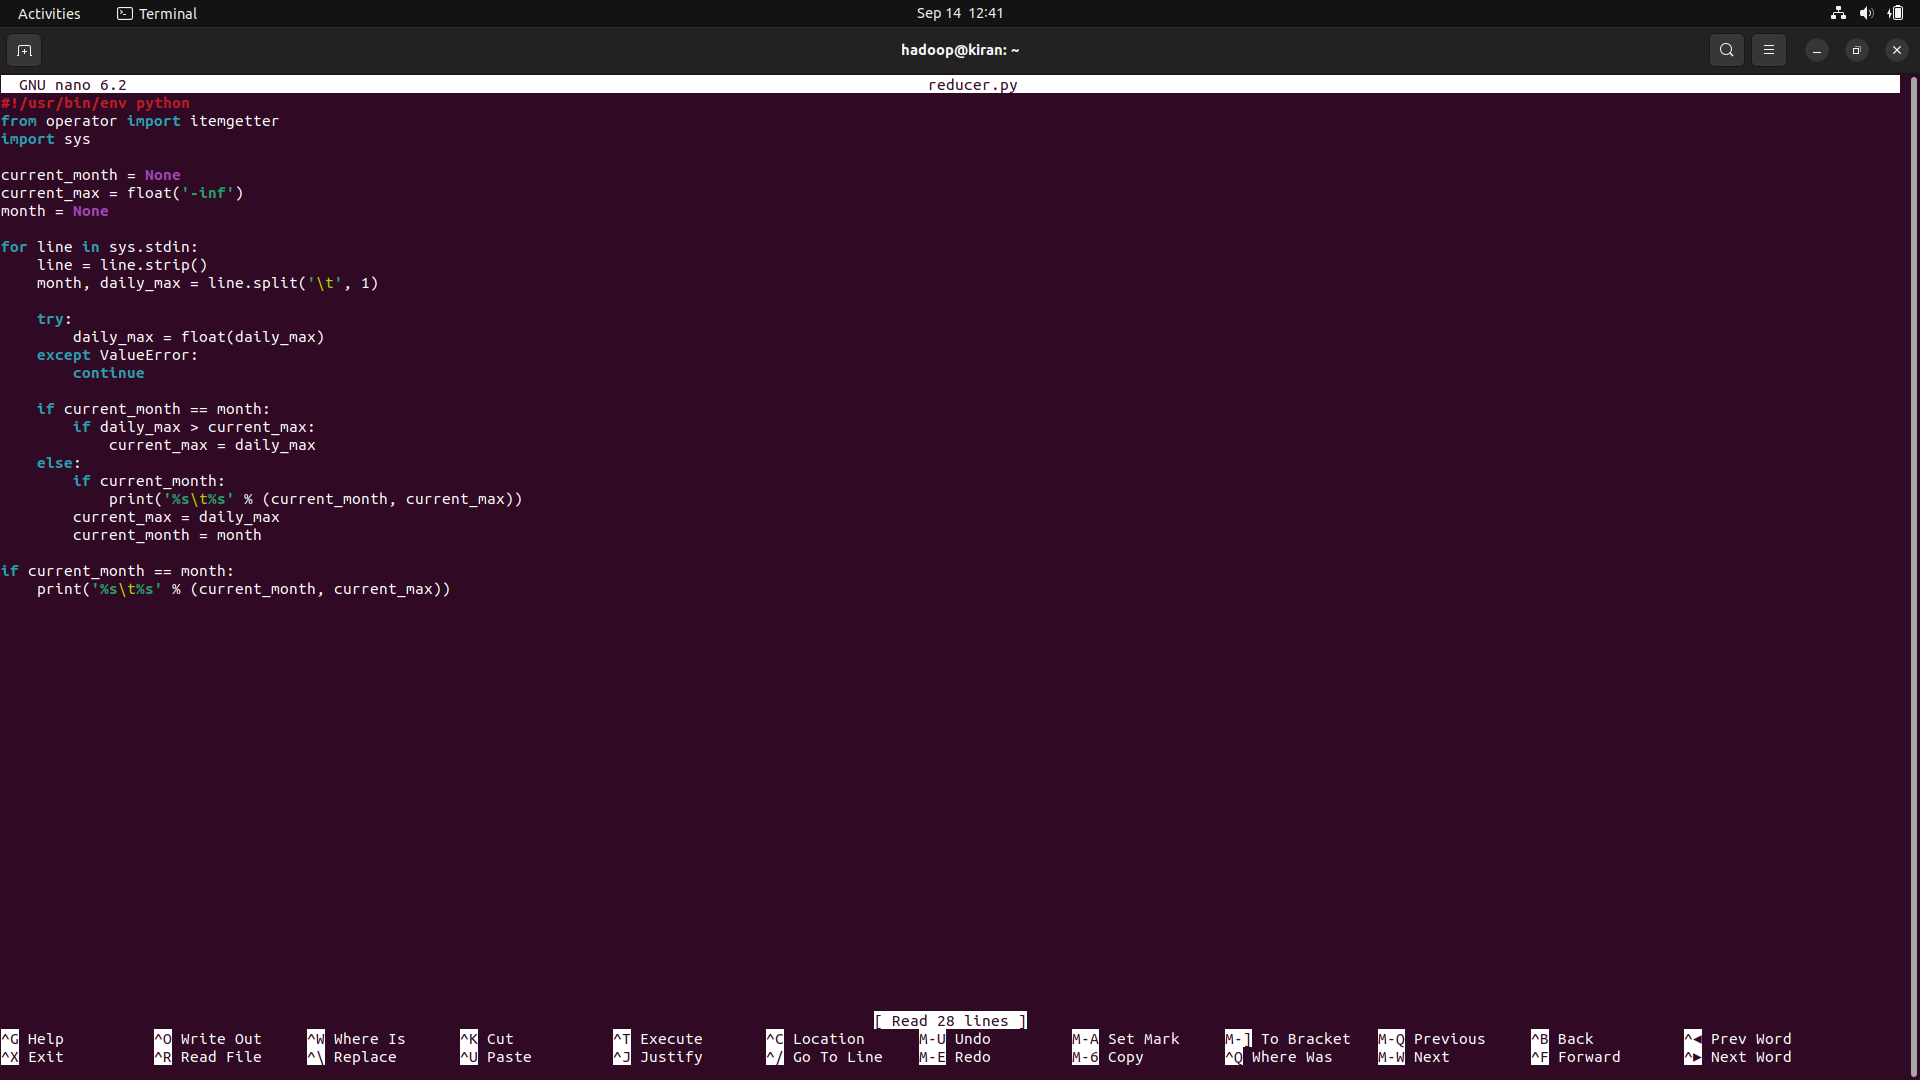 Activities Terminal Sep 14 12:41
hadoop@kiran: ~
GNU nano 6.2 reducer.py
#!/usr/bin/env python
from operator import itemgetter
import sys

current_month = None
current_max = float('-inf')
month = None

for line in sys.stdin:
    line = line.strip()
    month, daily_max = line.split('\t', 1)

    try:
        daily_max = float(daily_max)
    except ValueError:
        continue

    if current_month == month:
        if daily_max > current_max:
            current_max = daily_max
    else:
        if current_month:
            print('%s\t%s' % (current_month, current_max))
        current_max = daily_max
        current_month = month

if current_month == month:
    print('%s\t%s' % (current_month, current_max))
[ Read 28 lines ]
^G Help ^O Write Out ^W Where Is ^K Cut ^T Execute ^C Location M-U Undo M-A Set Mark M-] To Bracket M-Q Previous ^B Back ^◀ Prev Word
^X Exit ^R Read File ^\ Replace ^U Paste ^J Justify ^/ Go To Line M-E Redo M-6 Copy ^Q Where Was M-W Next ^F Forward ^▶ Next Word